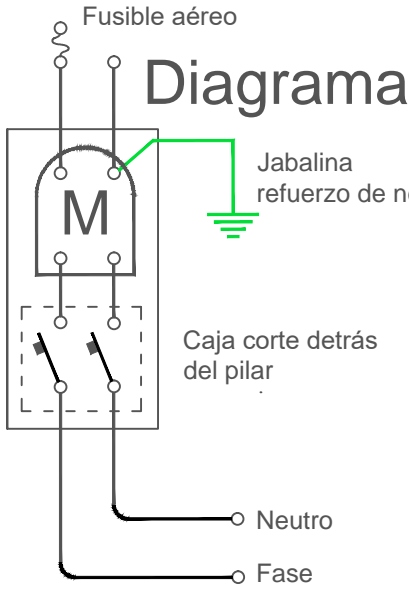 Fusible aéreo
Diagrama
Jabalina
refuerzo de
M
Caja corte detrás
del pilar
Neutro
Fase